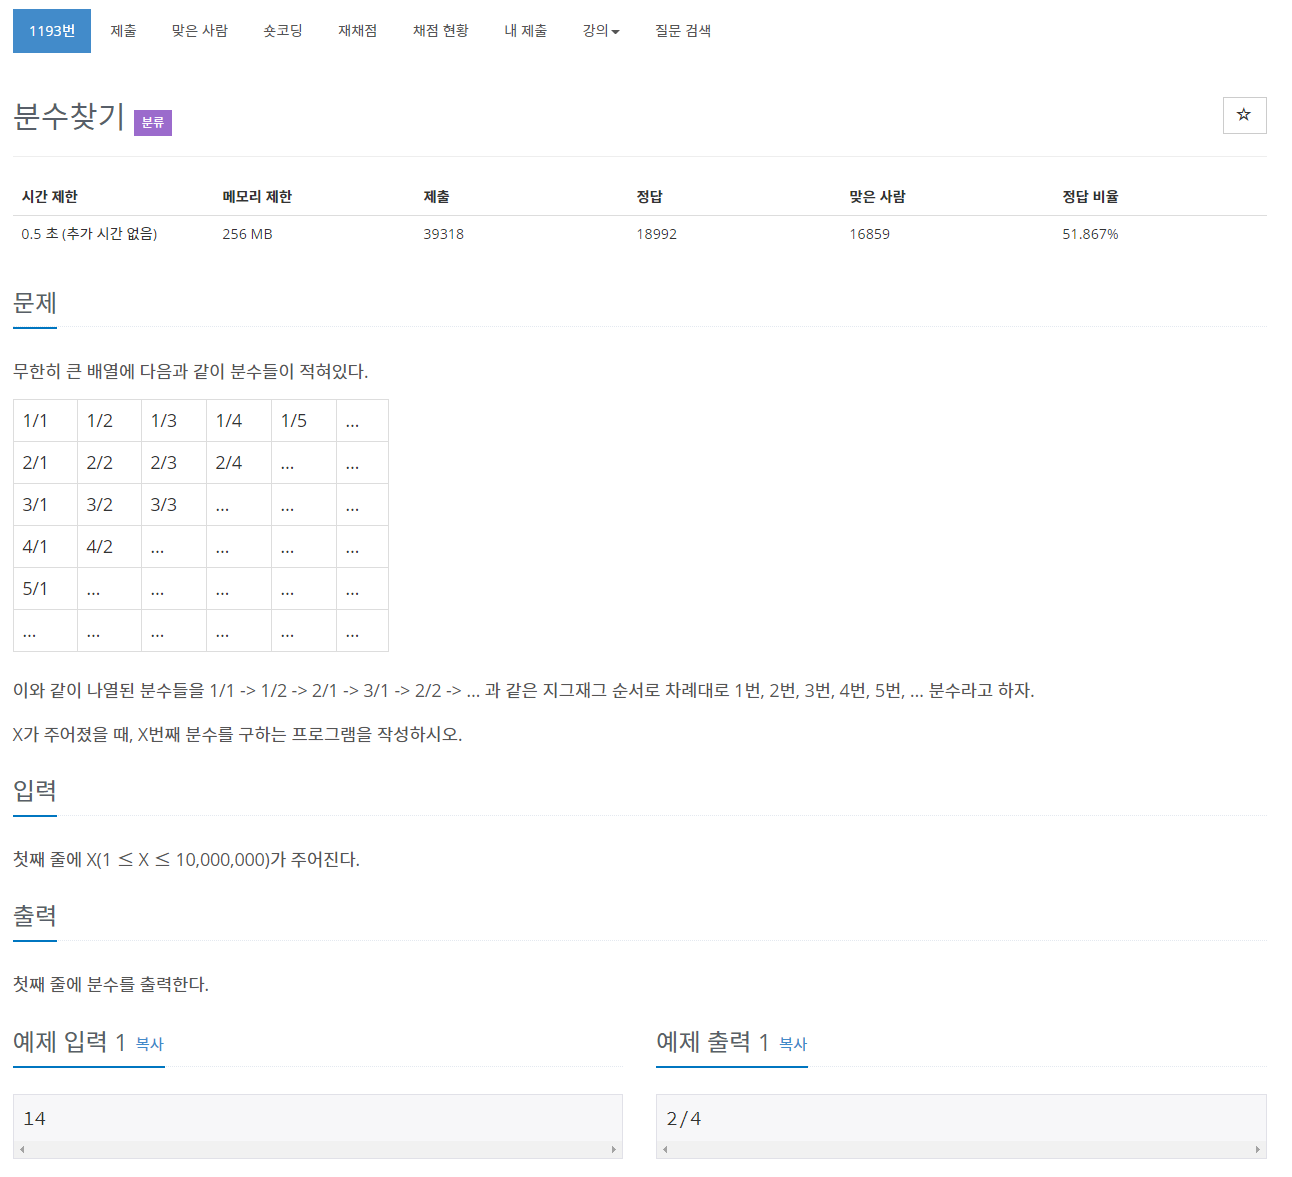 1193번 제출 맞은 사람 숏코딩 재채점 채점 현황 내 제출 강의 질문 검색
분수찾기 분류
시간 제한 메모리 제한 제출 정답 맞은 사람 정답 비율
0.5 초 (추가 시간 없음) 256 MB 39318 18992 16859 51.867%
문제
무한히 큰 배열에 다음과 같이 분수들이 적혀있다.
1/1 1/2 1/3 1/4 1/5 ...
2/1 2/2 2/3 2/4 ... ...
3/1 3/2 3/3 ... ... ...
4/1 4/2 ... ... ... ...
5/1 ... ... ... ... ...
... ... ... ... ... ...
이와 같이 나열된 분수들을 1/1 -> 1/2 -> 2/1 -> 3/1 -> 2/2 -> ... 과 같은 지그재그 순서로 차례대로 1번, 2번, 3번, 4번, 5번, ... 분수라고 하자.
X가 주어졌을 때, X번째 분수를 구하는 프로그램을 작성하시오.
입력
첫째 줄에 X(1 ≤ X ≤ 10,000,000)가 주어진다.
출력
첫째 줄에 분수를 출력한다.
예제 입력 1 복사
14
예제 출력 1 복사
2/4